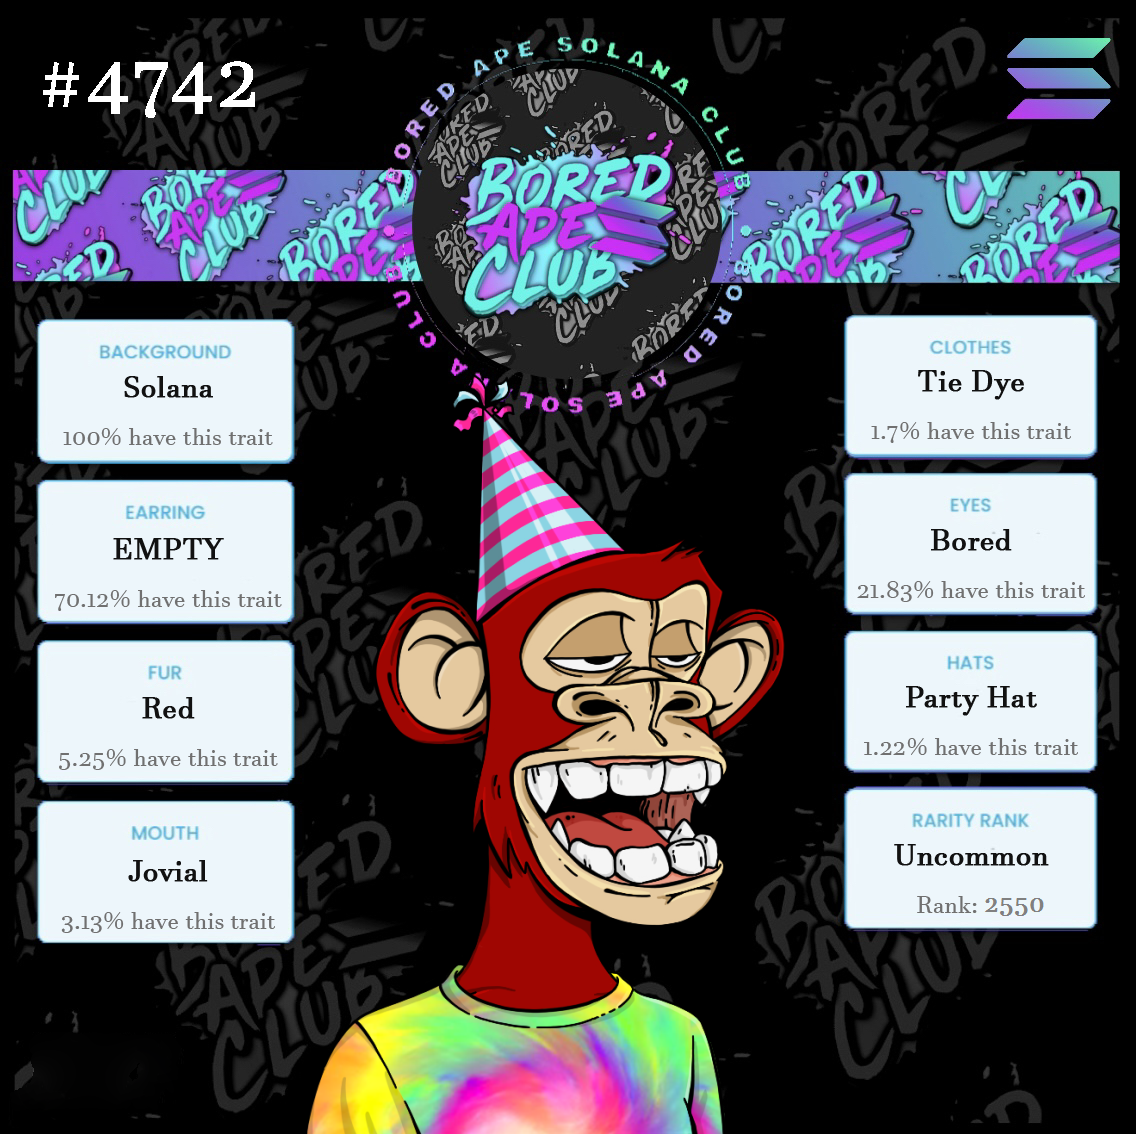 #4742
BORED APE SOLANA CLUB
BORED APE SOLANA CLUB
BORED
APE
CLUB
BACKGROUND
Solana
100% have this trait
EARRING
EMPTY
70.12% have this trait
FUR
Red
5.25% have this trait
MOUTH
Jovial
3.13% have this trait
CLOTHES
Tie Dye
1.7% have this trait
EYES
Bored
21.83% have this trait
HATS
Party Hat
1.22% have this trait
RARITY RANK
Uncommon
Rank: 2550